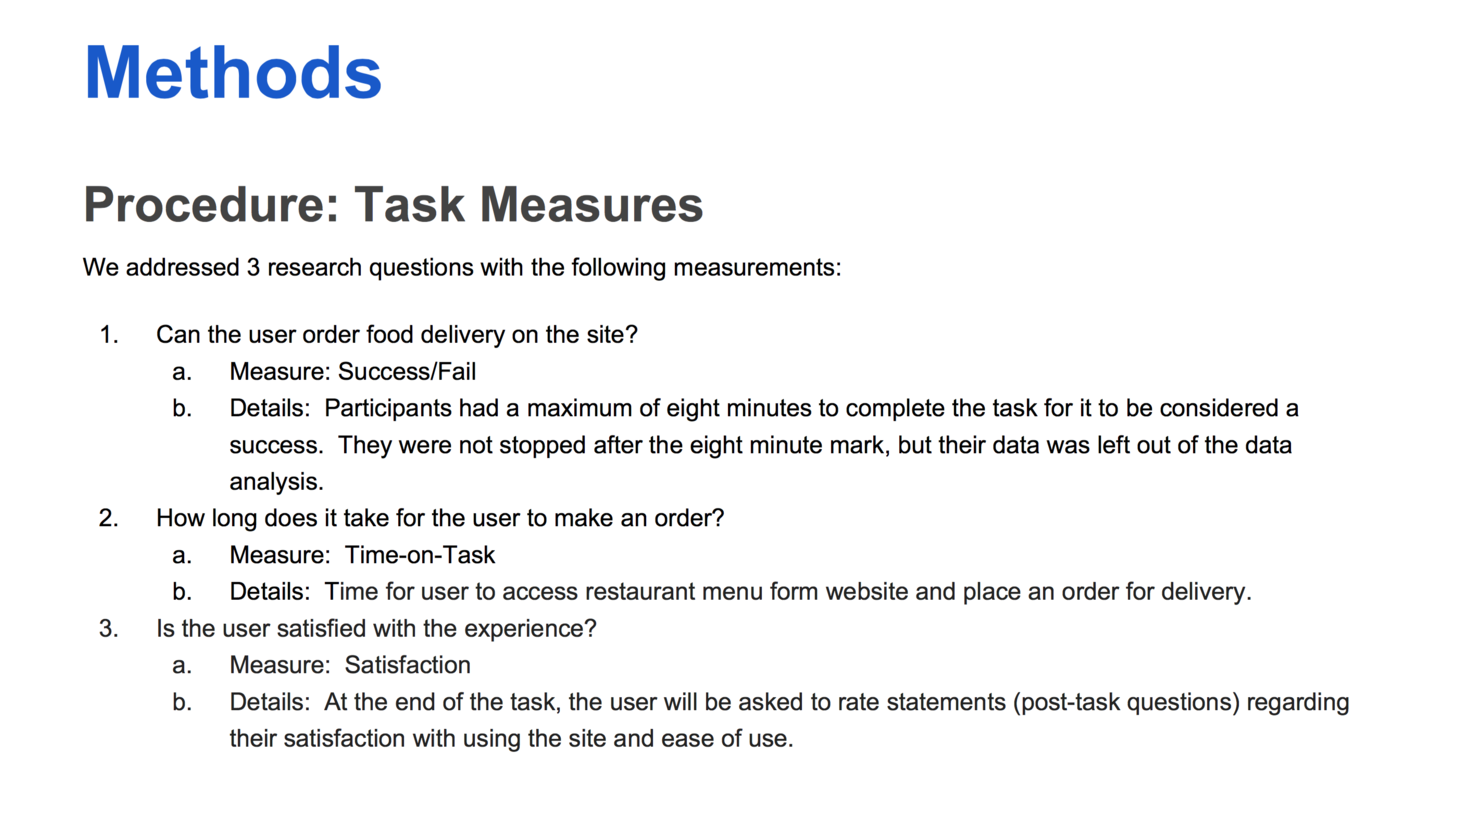 Methods
Procedure: Task Measures
We addressed 3 research questions with the following measurements:
1. Can the user order food delivery on the site?
a. Measure: Success/Fail
b. Details:  Participants had a maximum of eight minutes to complete the task for it to be considered a
success.  They were not stopped after the eight minute mark, but their data was left out of the data
analysis.
2. How long does it take for the user to make an order?
a. Measure:  Time-on-Task
b. Details:  Time for user to access restaurant menu form website and place an order for delivery.
3. Is the user satisfied with the experience?
a. Measure:  Satisfaction
b. Details:  At the end of the task, the user will be asked to rate statements (post-task questions) regarding
their satisfaction with using the site and ease of use.